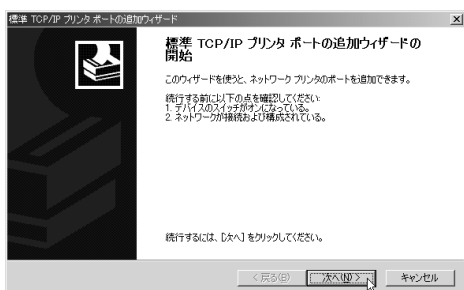 標準 TCP/IP プリンタ ポートの追加ウィザード
標準 TCP/IP プリンタ ポートの追加ウィザードの
開始
このウィザードを使うと、ネットワーク プリンタのポートを追加できます。
続行する前に以下の点を確認してください:
1. デバイスのスイッチがオンになっている。
2. ネットワークが接続および構成されている。
続行するには、[次へ] をクリックしてください。
< 戻る(B)
次へ(N) >
キャンセル